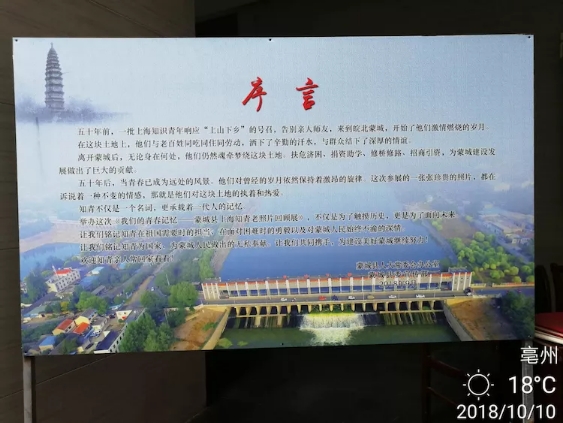 序言
五十年前，一批上海知识青年响应“上山下乡”的号召，告别亲人师友，来到皖北蒙城，开始了他们激情燃烧的岁月。
在这块土地上，他们与老百姓同吃同住同劳动，洒下了辛勤的汗水，与群众结下了深厚的情谊。
离开蒙城后，无论身在何处，他们仍然魂牵梦绕这块土地。扶危济困，捐资助学，修桥修路，招商引资，为蒙城建设发
展做出了巨大的贡献。
五十年后，当青春已成为远处的风景，他们对曾经的岁月依然保持着激昂的旋律。这次参展的一张张珍贵的照片，都在
诉说着一种不变的情感，那就是他们对这块土地的执着和热爱。
知青不仅是一个名词，更承载着一代人的记忆。
举办这次《我们的青春记忆——蒙城县上海知青老照片回顾展》，不仅是为了触摸历史，更是为了面向未来
让我们铭记知青在祖国需要时的担当，在面对困难时的勇毅以及对蒙城人民始终不渝的深情。
让我们铭记知青为国家、为蒙城人民做出的无私奉献。让我们共同携手，为建设美好蒙城继续努力！
欢迎知青亲人常回家看看！
亳州
18°C
2018/10/10